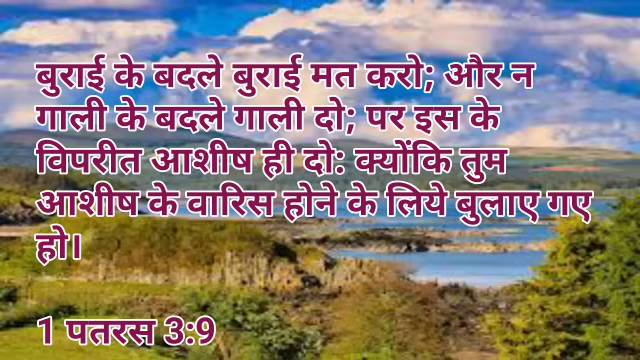 बुराई के बदले बुराई मत करो; और न
गाली के बदले गाली दो; पर इस के
विपरीत आशीष ही दो: क्योंकि तुम
आशीष के वारिस होने के लिये बुलाए गए
हो।
1 पतरस 3:9